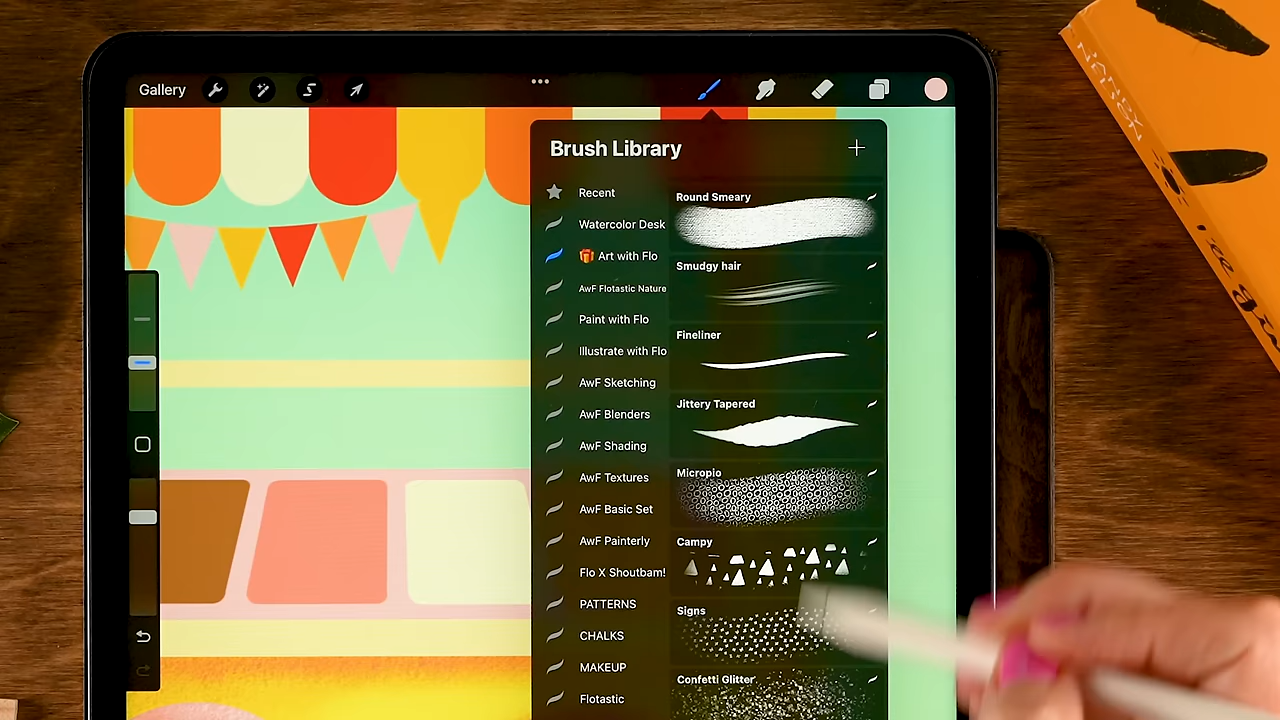 Gallery
Brush Library
Recent
Watercolor Desk
Art with Flo
AwF Flotastic Nature
Paint with Flo
Illustrate with Flo
AwF Sketching
AwF Blenders
AwF Shading
AwF Textures
AwF Basic Set
AwF Painterly
Flo X Shoutbam!
PATTERNS
CHALKS
MAKEUP
Flotastic
Round Smeary
Smudgy hair
Fineliner
Jittery Tapered
Micropio
Campy
Signs
Confetti Glitter